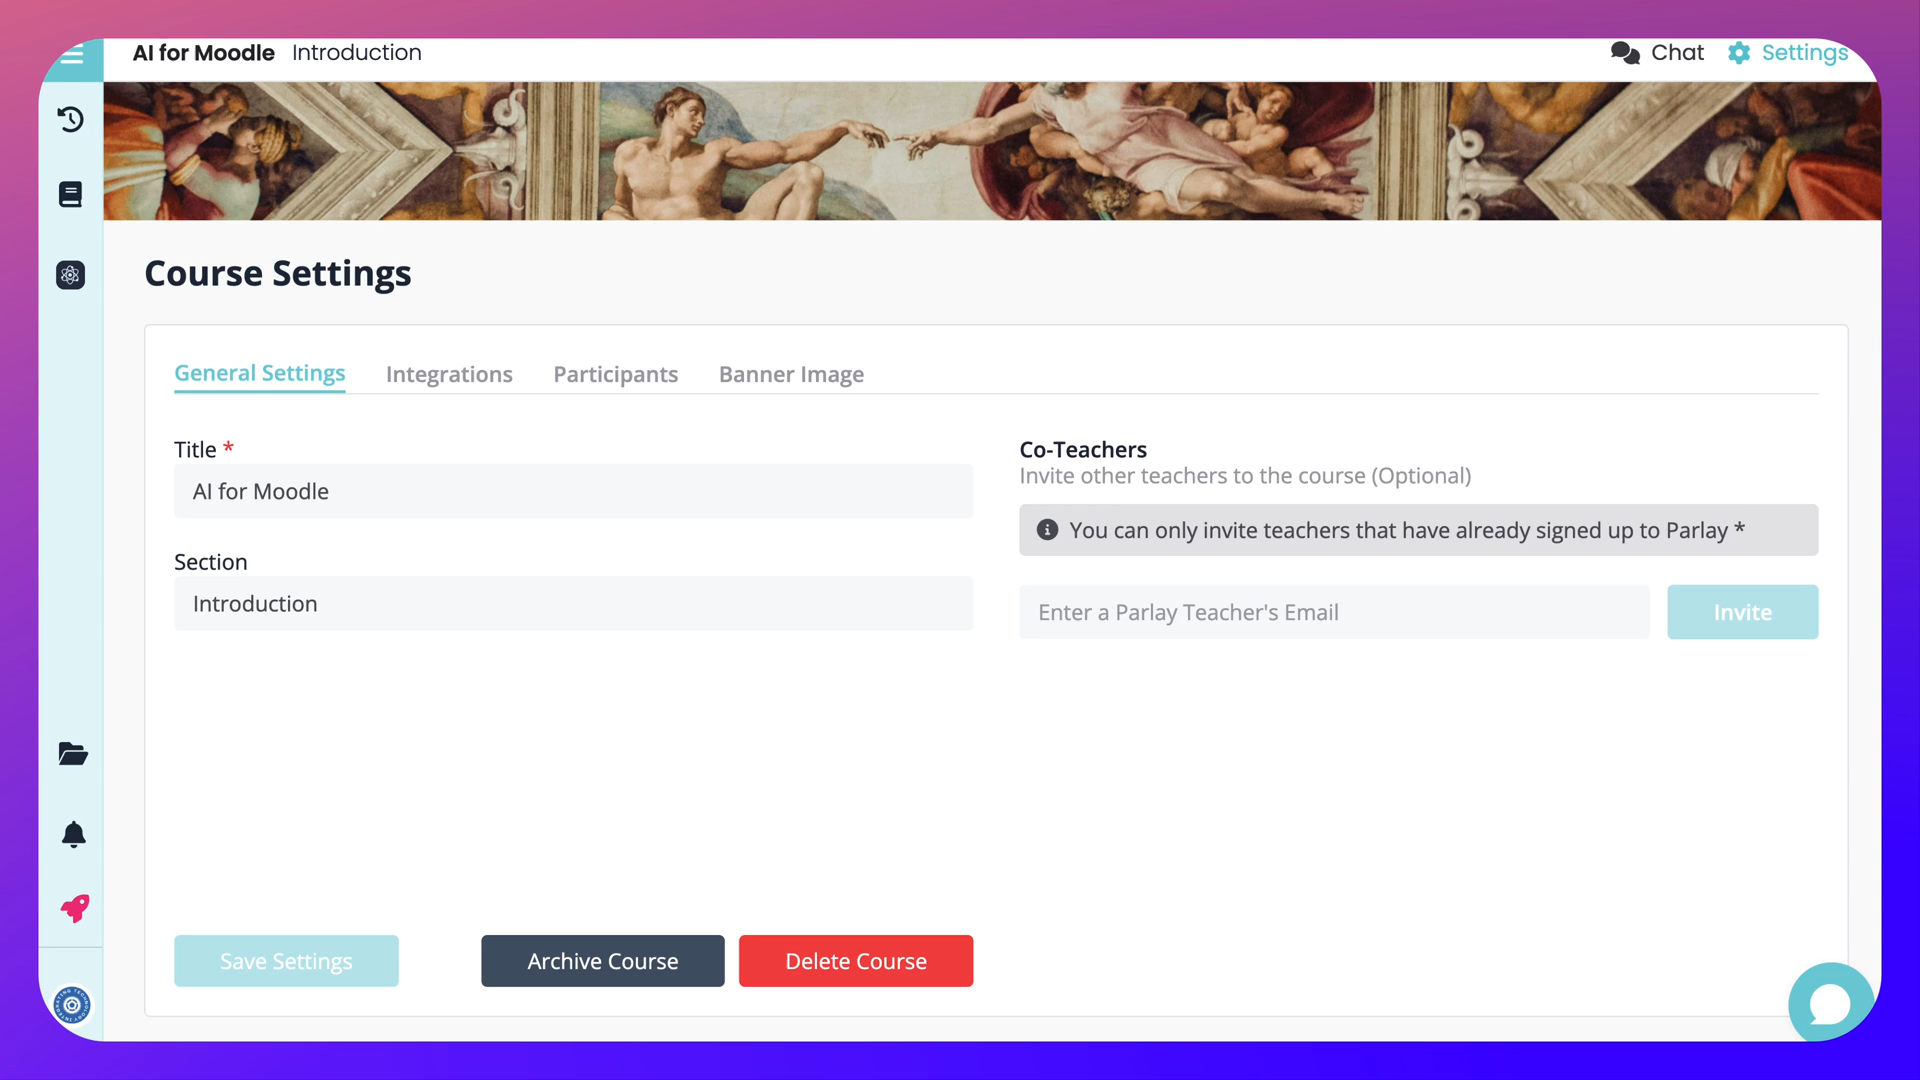 AI for Moodle Introduction
Chat Settings
Course Settings
General Settings Integrations Participants Banner Image
Title *
AI for Moodle
Section
Introduction
Co-Teachers
Invite other teachers to the course (Optional)
You can only invite teachers that have already signed up to Parlay *
Enter a Parlay Teacher's Email
Invite
Save Settings
Archive Course
Delete Course